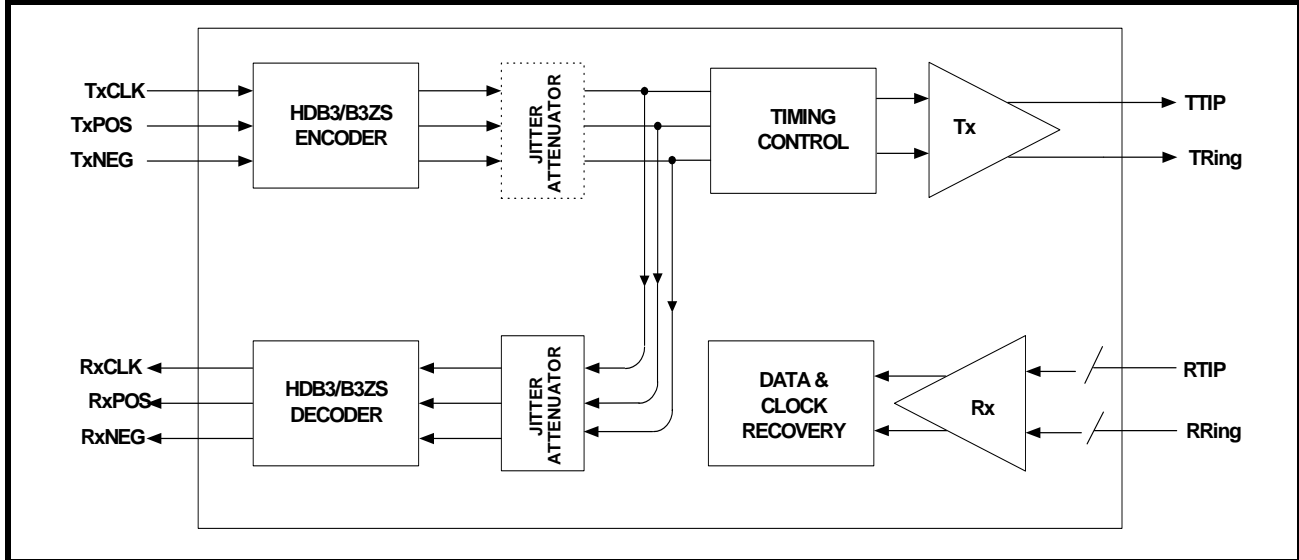 TxCLK
TxPOS
TxNEG
HDB3/B3ZS
ENCODER
JITTER
ATTENUATOR
TIMING
CONTROL
Tx
TTIP
TRing
RxCLK
RxPOS
RxNEG
HDB3/B3ZS
DECODER
JITTER
ATTENUATOR
DATA &
CLOCK
RECOVERY
Rx
RTIP
RRing